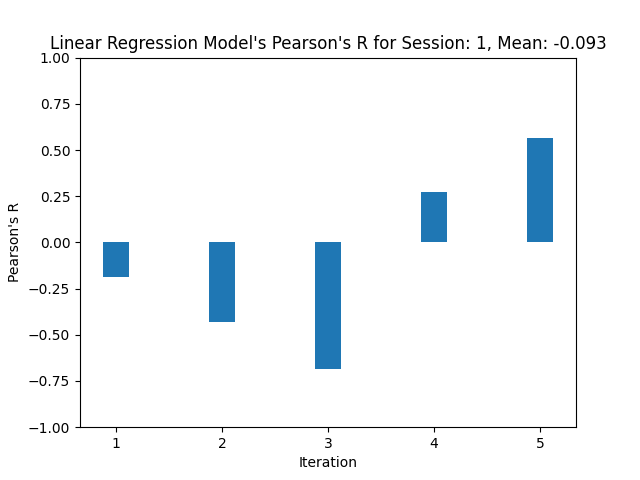 Linear Regression Model's Pearson's R for Session: 1, Mean: -0.093
1.00
0.75
0.50
0.25
0.00
−0.25
−0.50
−0.75
−1.00
Pearson's R
1 2 3 4 5
Iteration